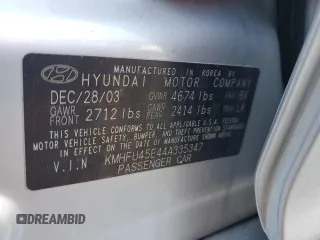 MANUFACTURED IN KOREA BY
HYUNDAI MOTOR COMPANY
DEC/28/03 GVWR 4674 lbs
GAWR FRONT 2712 lbs GAWR REAR 2414 lbs
THIS VEHICLE CONFORMS TO ALL APPLICABLE U.S. FEDERAL
MOTOR VEHICLE SAFETY, BUMPER, AND THEFT PREVENTION STANDARDS
IN EFFECT ON THE DATE OF MANUFACTURE SHOWN ABOVE.
V.I.N KMHFU45E44A335347
PASSENGER CAR
DREAMBID